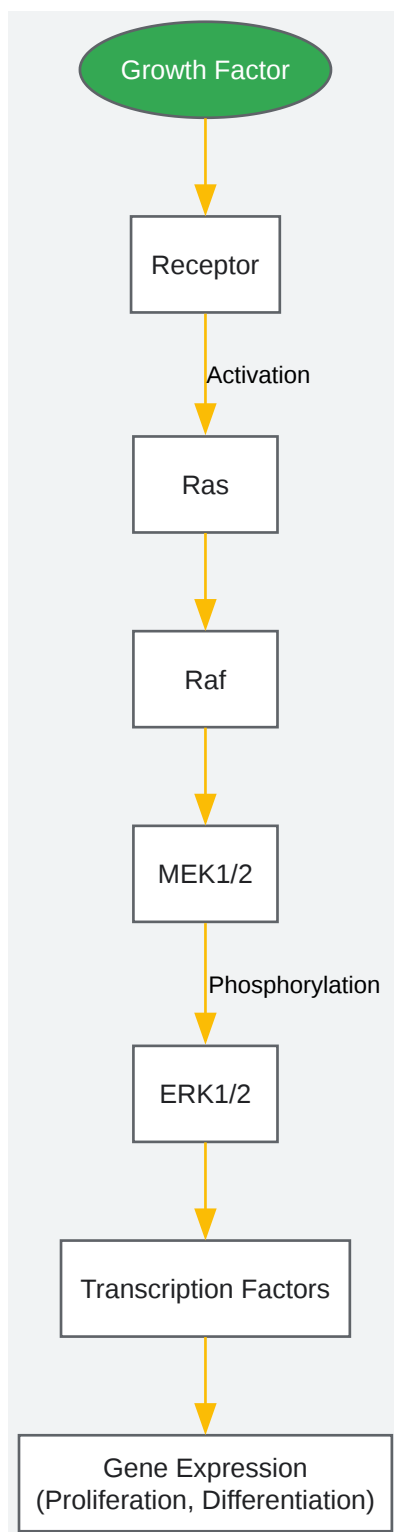 Growth Factor
Receptor
Activation
Ras
Raf
MEK1/2
Phosphorylation
ERK1/2
Transcription Factors
Gene Expression
(Proliferation, Differentiation)